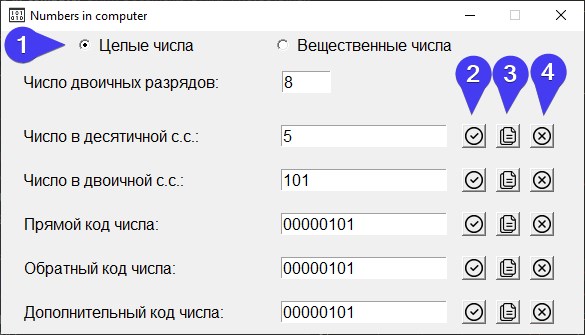 Numbers in computer
1 Целые числа Вещественные числа
2 3 4
Число двоичных разрядов: 8
Число в десятичной с.с.: 5
Число в двоичной с.с.: 101
Прямой код числа: 00000101
Обратный код числа: 00000101
Дополнительный код числа: 00000101